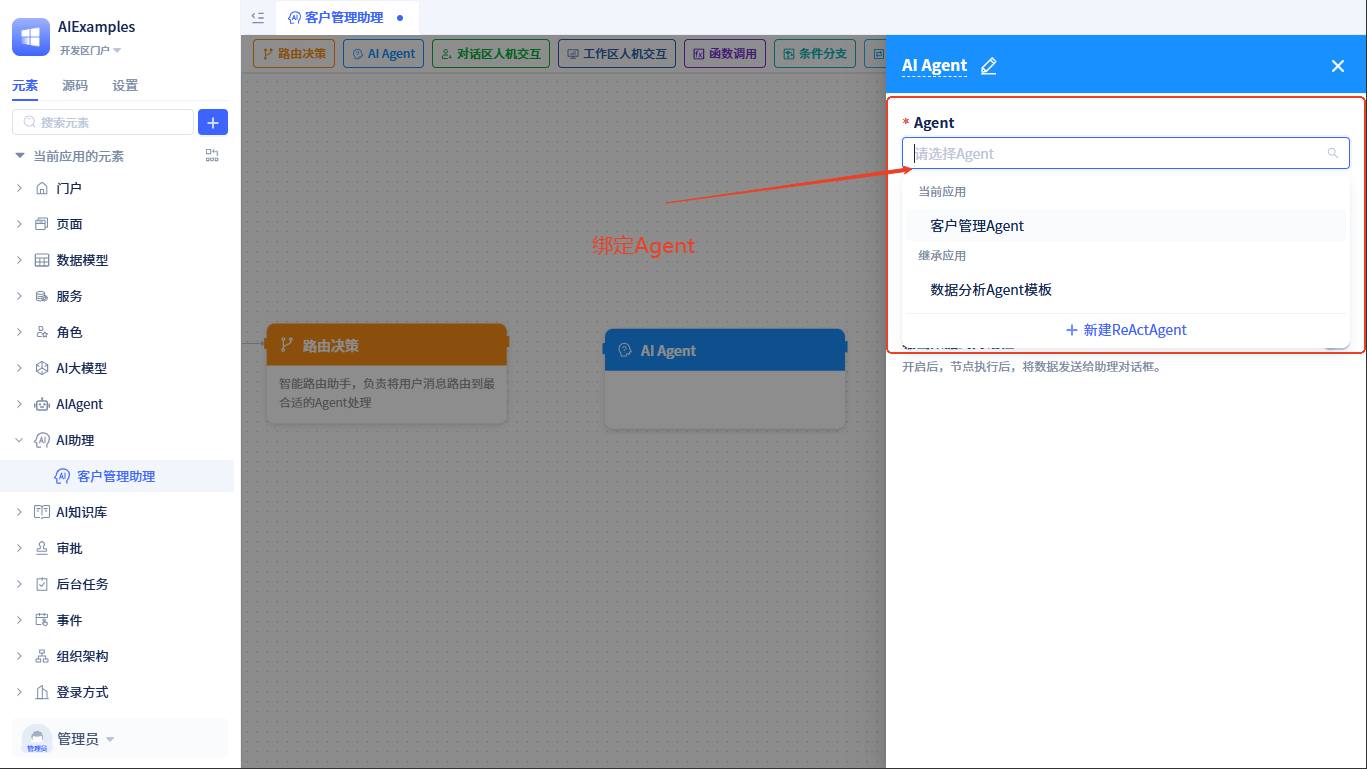 AIExamples
开发区门户
元素
源码
设置
搜索元素
当前应用的元素
门户
页面
数据模型
服务
角色
AI大模型
AIAgent
AI助理
客户管理助理
AI知识库
审批
后台任务
事件
组织架构
登录方式
管理员
管理员
客户管理助理
路由决策
AI Agent
对话区人机交互
工作区人机交互
函数调用
条件分支
绑定Agent
路由决策
智能路由助手，负责将用户消息路由到最
合适的Agent处理
AI Agent
AI Agent
* Agent
请选择Agent
当前应用
客户管理Agent
继承应用
数据分析Agent模板
+ 新建ReActAgent
开启后，节点执行后，将数据发送给助理对话框。